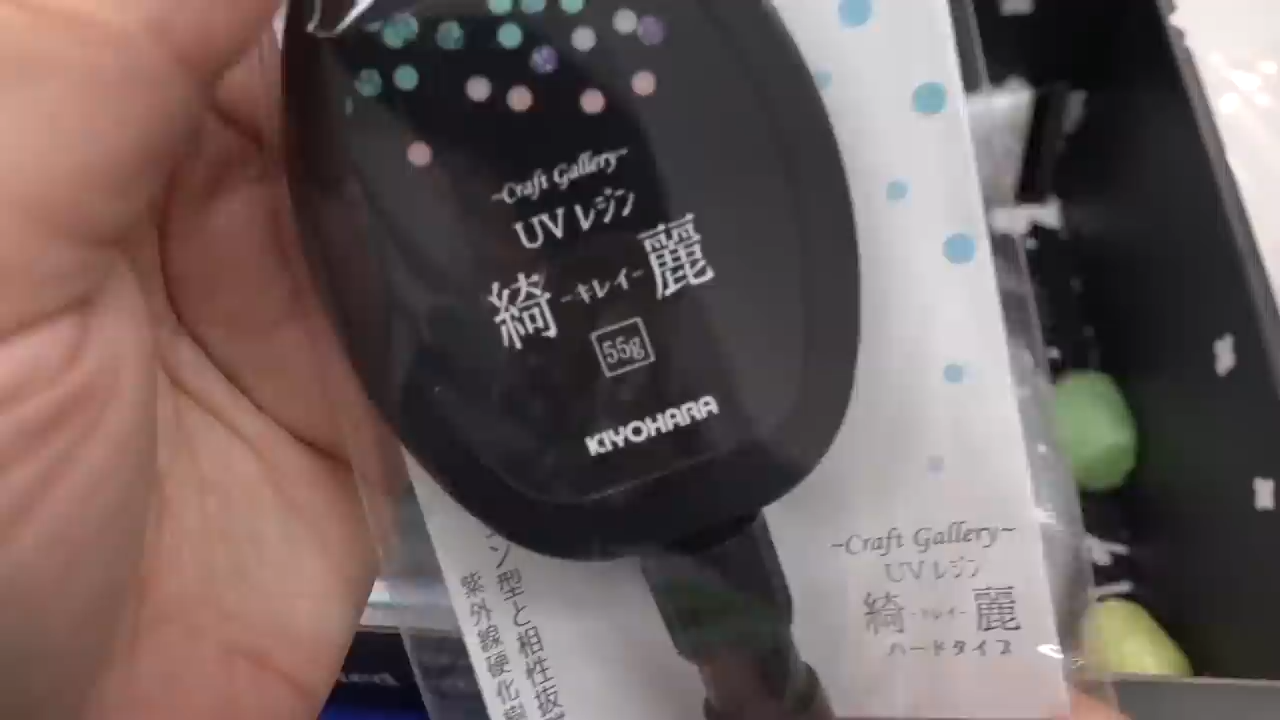 ~Craft Gallery~
UVレジン
綺-キレイ-麗
55g
KIYOHARA
ン型と相性抜
紫外線硬化
~Craft Gallery~
UVレジン
綺-キレイ-麗
ハードタイプ